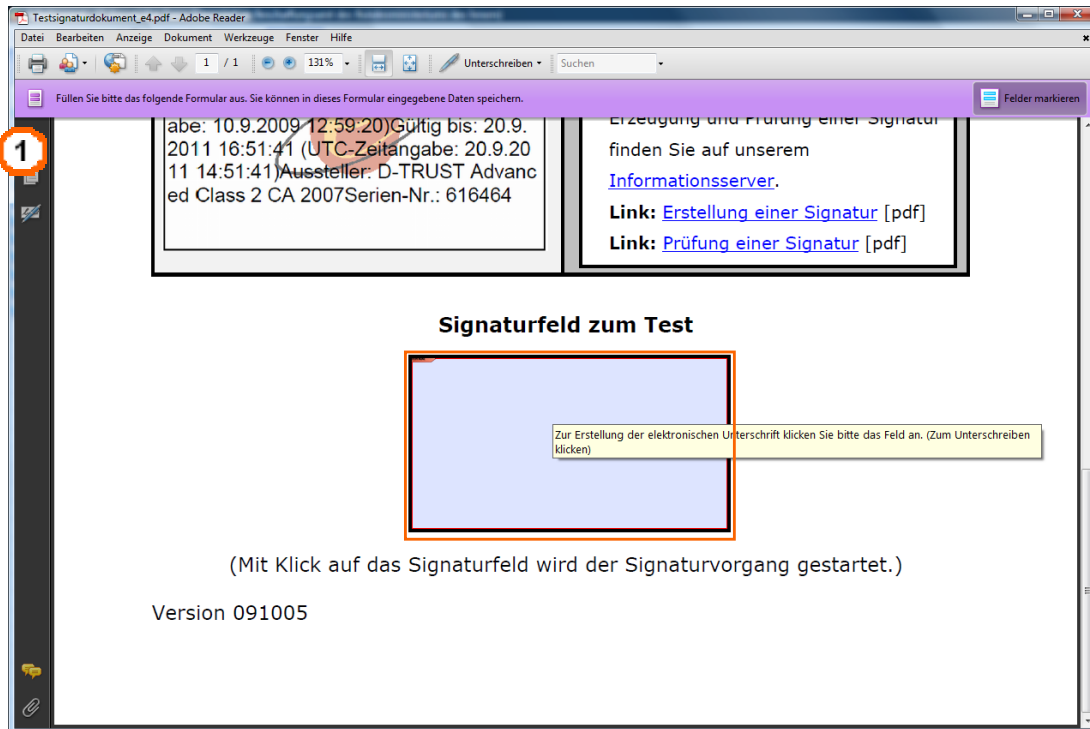 Testsignaturdokument_e4.pdf - Adobe Reader
Datei Bearbeiten Anzeige Dokument Werkzeuge Fenster Hilfe
1 / 1 131% Unterschreiben Suchen
Füllen Sie bitte das folgende Formular aus. Sie können in dieses Formular eingegebene Daten speichern. Felder markieren
1
abe: 10.9.2009 12:59:20)Gültig bis: 20.9.
2011 16:51:41 (UTC-Zeitangabe: 20.9.20
11 14:51:41)Aussteller: D-TRUST Advanc
ed Class 2 CA 2007Serien-Nr.: 616464
Erzeugung und Prüfung einer Signatur
finden Sie auf unserem
Informationsserver.
Link: Erstellung einer Signatur [pdf]
Link: Prüfung einer Signatur [pdf]
Signaturfeld zum Test
Zur Erstellung der elektronischen Unterschrift klicken Sie bitte das Feld an. (Zum Unterschreiben
klicken)
(Mit Klick auf das Signaturfeld wird der Signaturvorgang gestartet.)
Version 091005